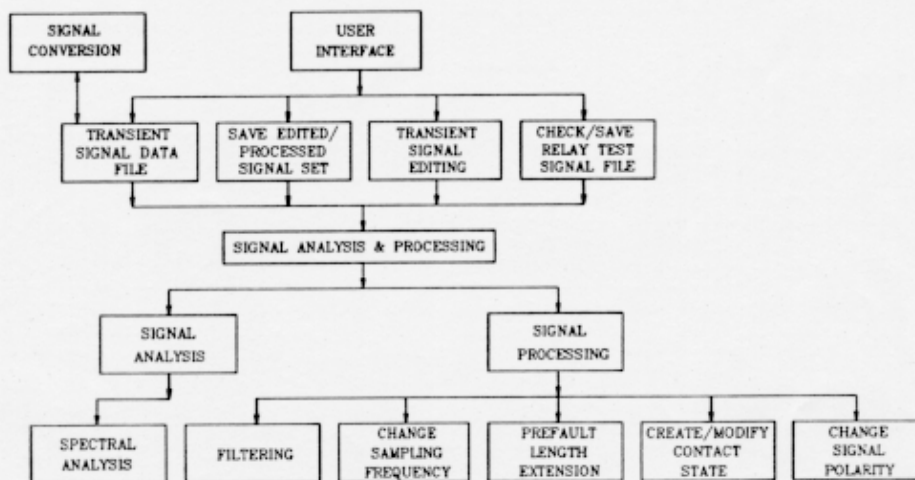 SIGNAL
CONVERSION
USER
INTERFACE
TRANSIENT
SIGNAL DATA
FILE
SAVE EDITED/
PROCESSED
SIGNAL SET
TRANSIENT
SIGNAL
EDITING
CHECK/SAVE
RELAY TEST
SIGNAL FILE
SIGNAL ANALYSIS & PROCESSING
SIGNAL
ANALYSIS
SIGNAL
PROCESSING
SPECTRAL
ANALYSIS
FILTERING
CHANGE
SAMPLING
FREQUENCY
PREFAULT
LENGTH
EXTENSION
CREATE/MODIFY
CONTACT
STATE
CHANGE
SIGNAL
POLARITY